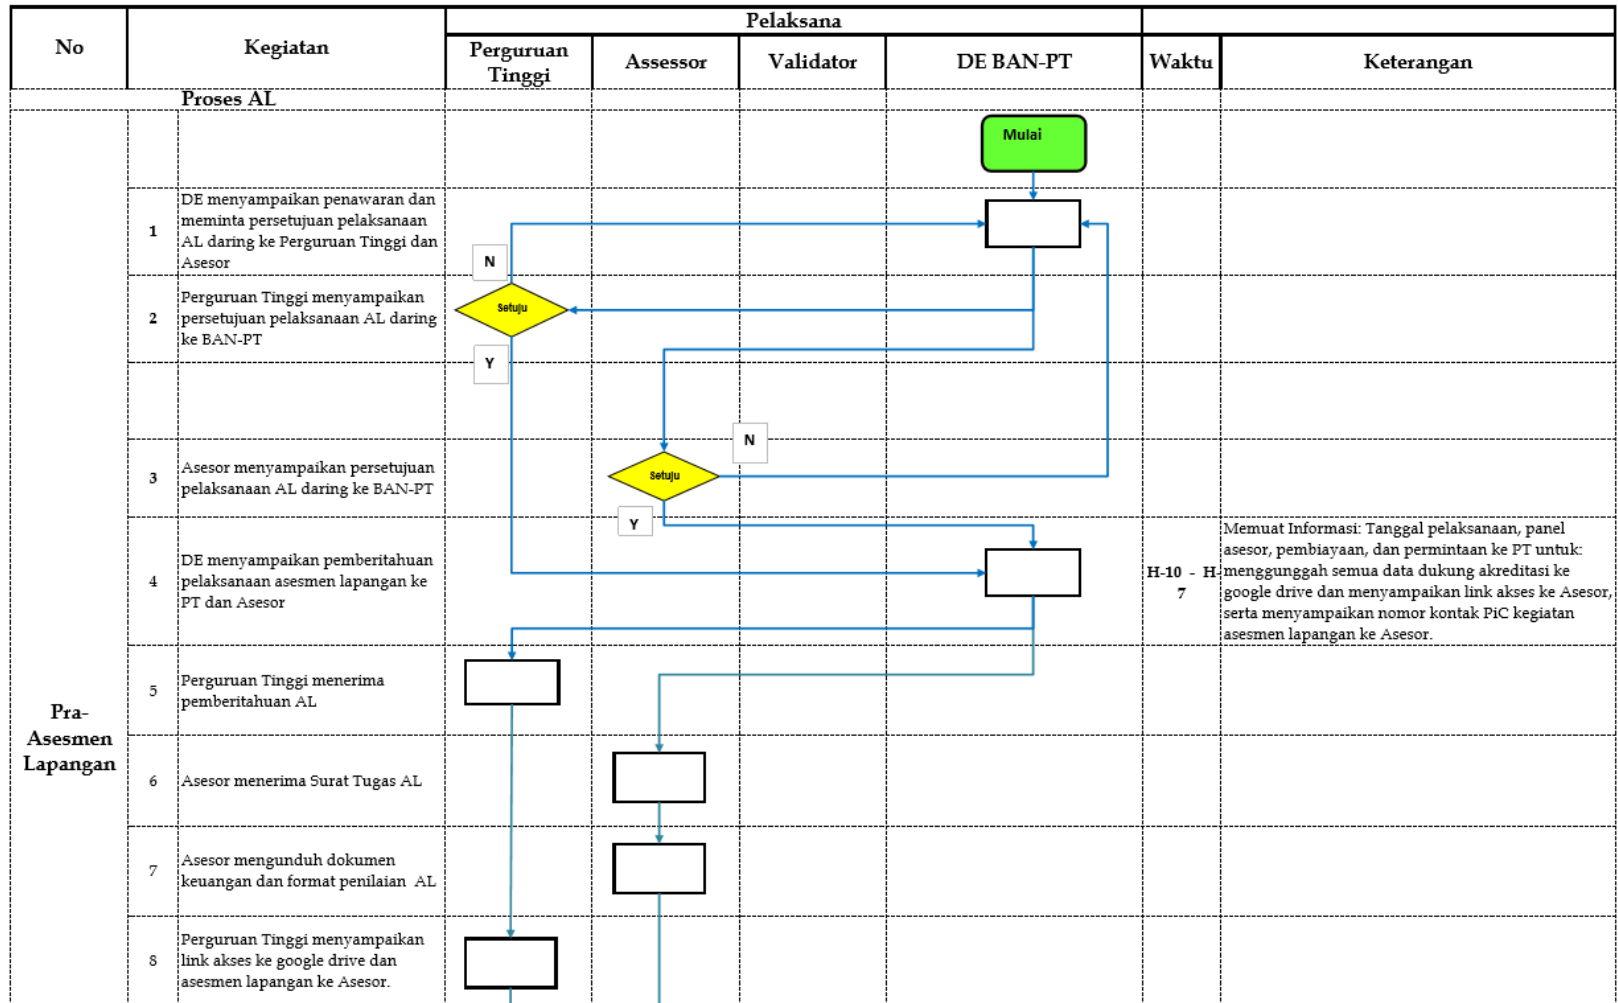 Pelaksana
No
Kegiatan
Perguruan
Tinggi
Assessor
Validator
DE BAN-PT
Waktu
Keterangan
Proses AL
Mulai
1
DE menyampaikan penawaran dan
meminta persetujuan pelaksanaan
AL daring ke Perguruan Tinggi dan
Asesor
N
2
Perguruan Tinggi menyampaikan
persetujuan pelaksanaan AL daring
ke BAN-PT
Setuju
Y
N
3
Asesor menyampaikan persetujuan
pelaksanaan AL daring ke BAN-PT
Setuju
Y
4
DE menyampaikan pemberitahuan
pelaksanaan asesmen lapangan ke
PT dan Asesor
H-10 - H-
7
Memuat Informasi: Tanggal pelaksanaan, panel
asesor, pembiayaan, dan permintaan ke PT untuk:
menggunggah semua data dukung akreditasi ke
google drive dan menyampaikan link akses ke Asesor,
serta menyampaikan nomor kontak PiC kegiatan
asesmen lapangan ke Asesor.
Pra-
Asesmen
Lapangan
5
Perguruan Tinggi menerima
pemberitahuan AL
6
Asesor menerima Surat Tugas AL
7
Asesor mengunduh dokumen
keuangan dan format penilaian AL
8
Perguruan Tinggi menyampaikan
link akses ke google drive dan
asesmen lapangan ke Asesor.